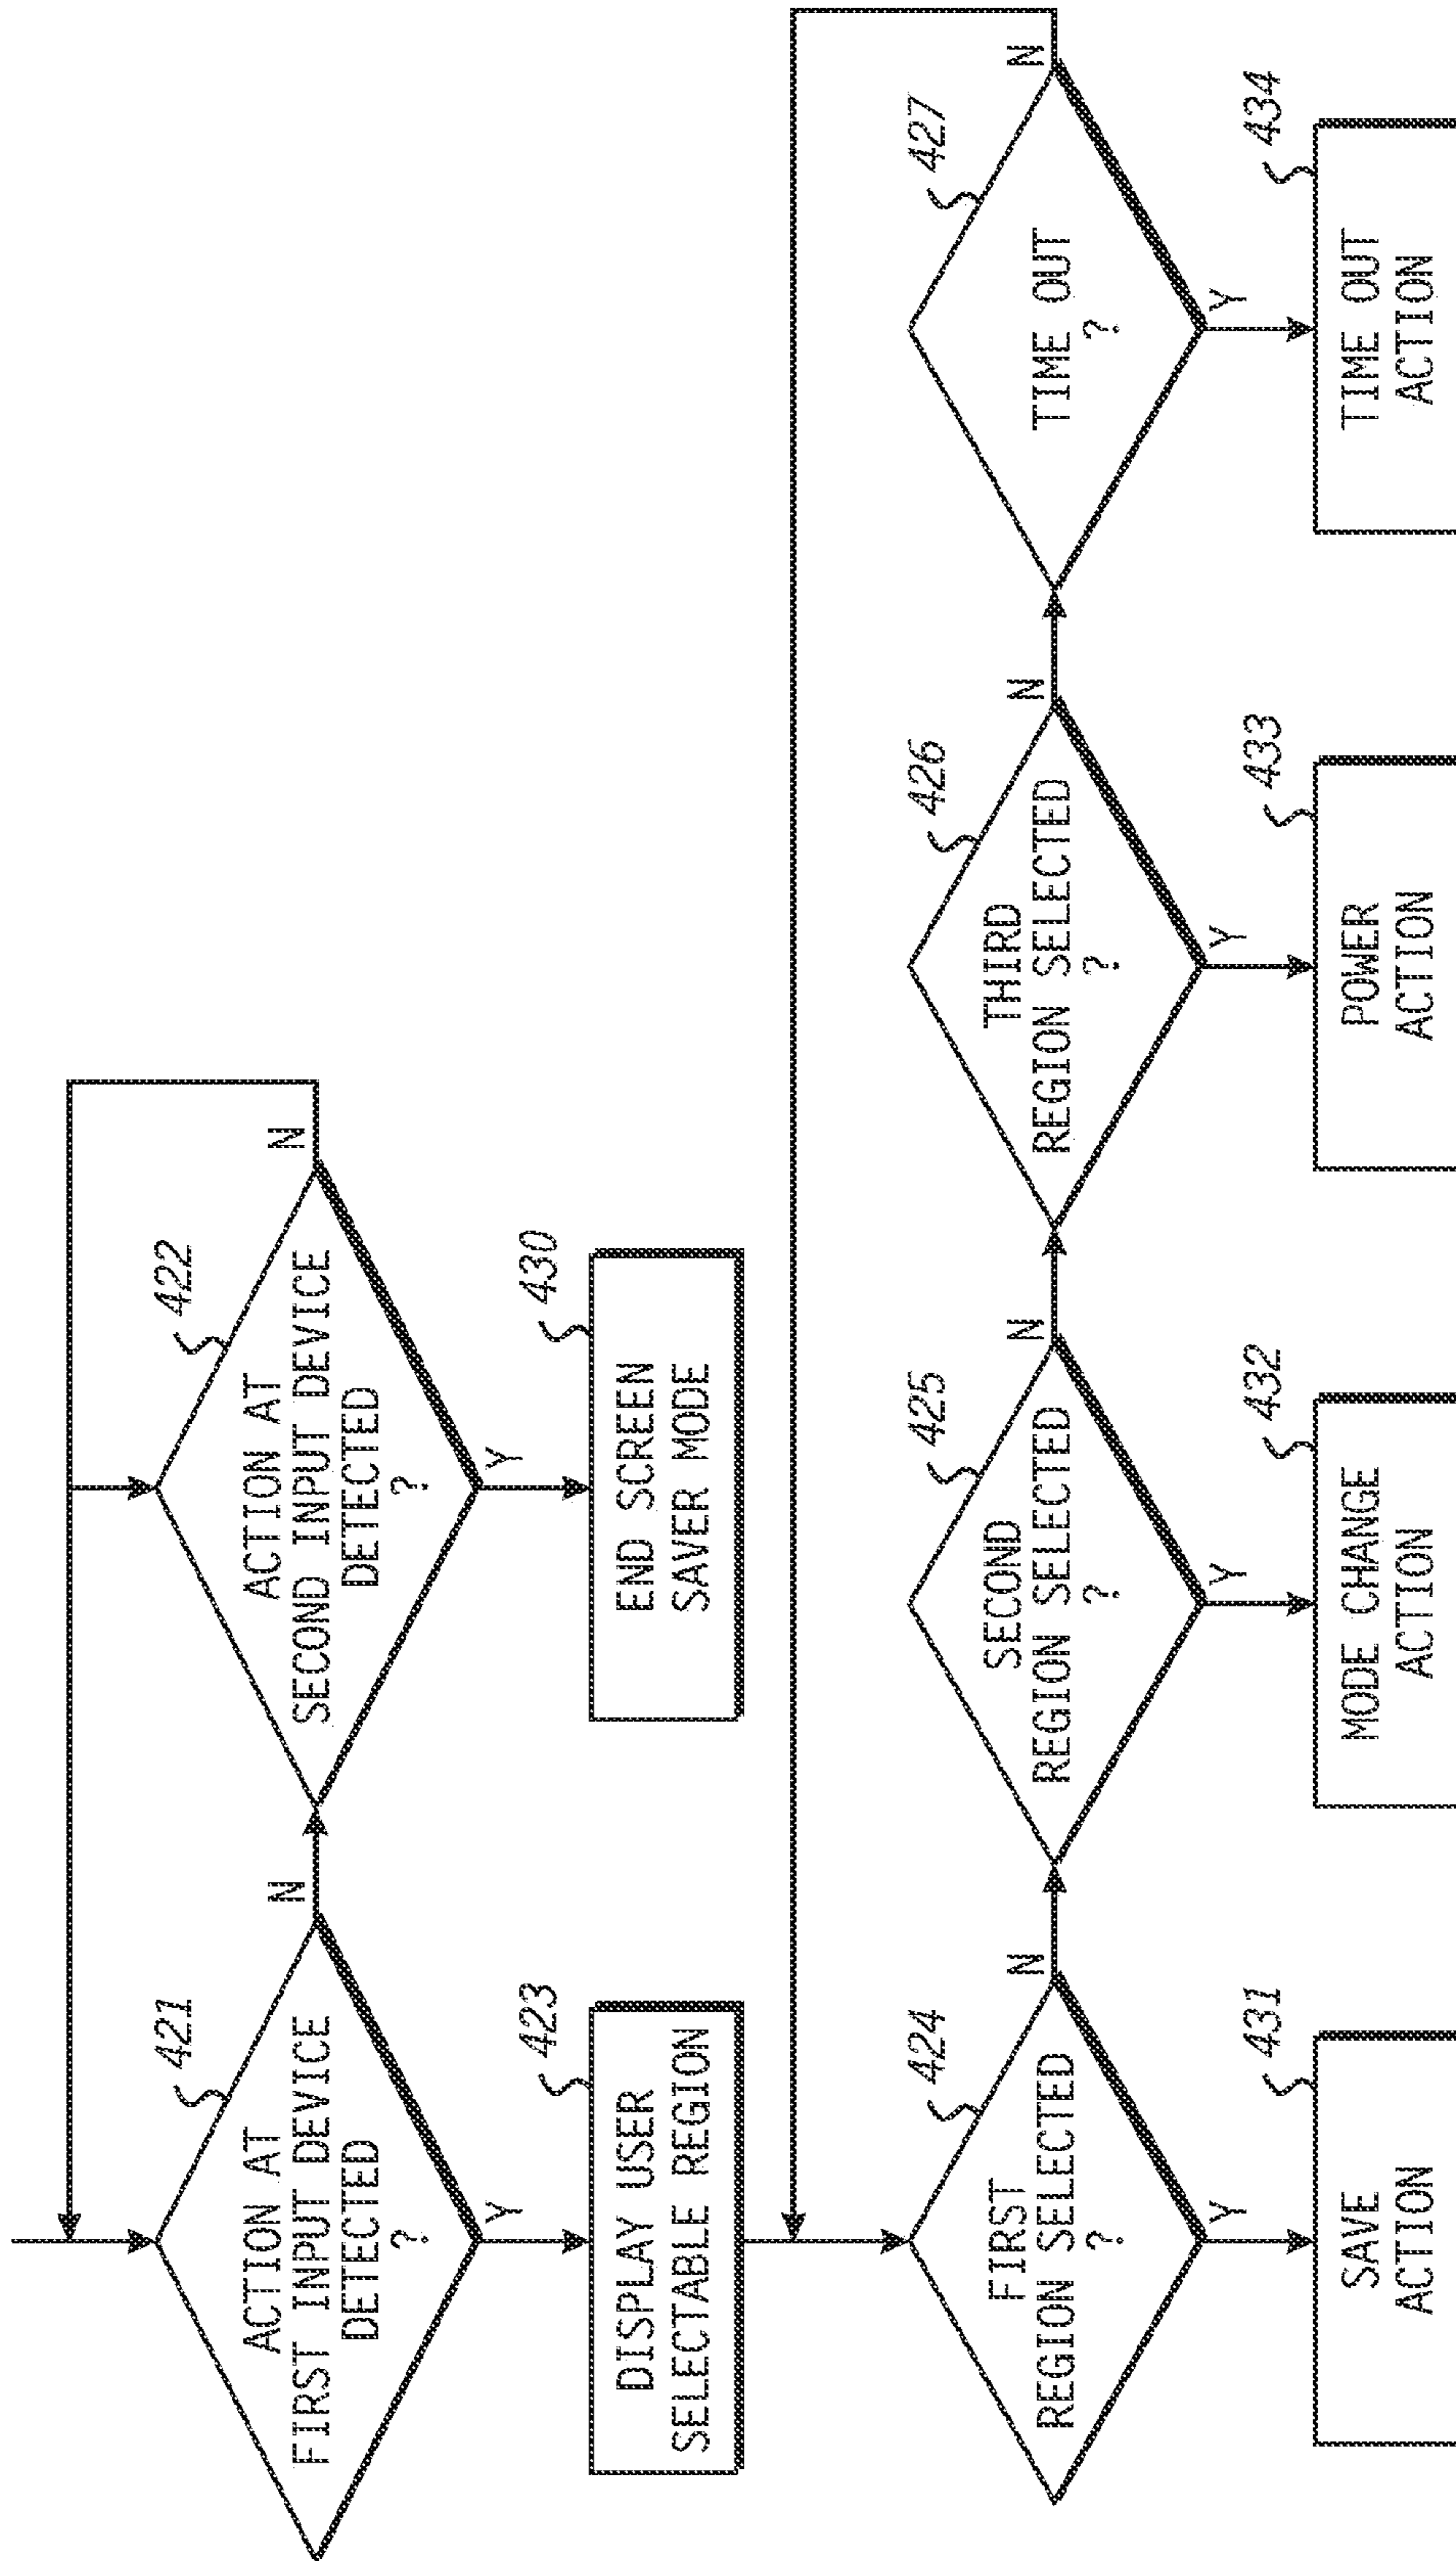 421
ACTION AT
FIRST INPUT DEVICE
DETECTED
?
N
Y
422
ACTION AT
SECOND INPUT DEVICE
DETECTED
?
N
Y
423
DISPLAY USER
SELECTABLE REGION
430
END SCREEN
SAVER MODE
424
FIRST
REGION SELECTED
?
N
Y
425
SECOND
REGION SELECTED
?
N
Y
426
THIRD
REGION SELECTED
?
N
Y
427
TIME OUT
?
N
Y
431
SAVE
ACTION
432
MODE CHANGE
ACTION
433
POWER
ACTION
434
TIME OUT
ACTION